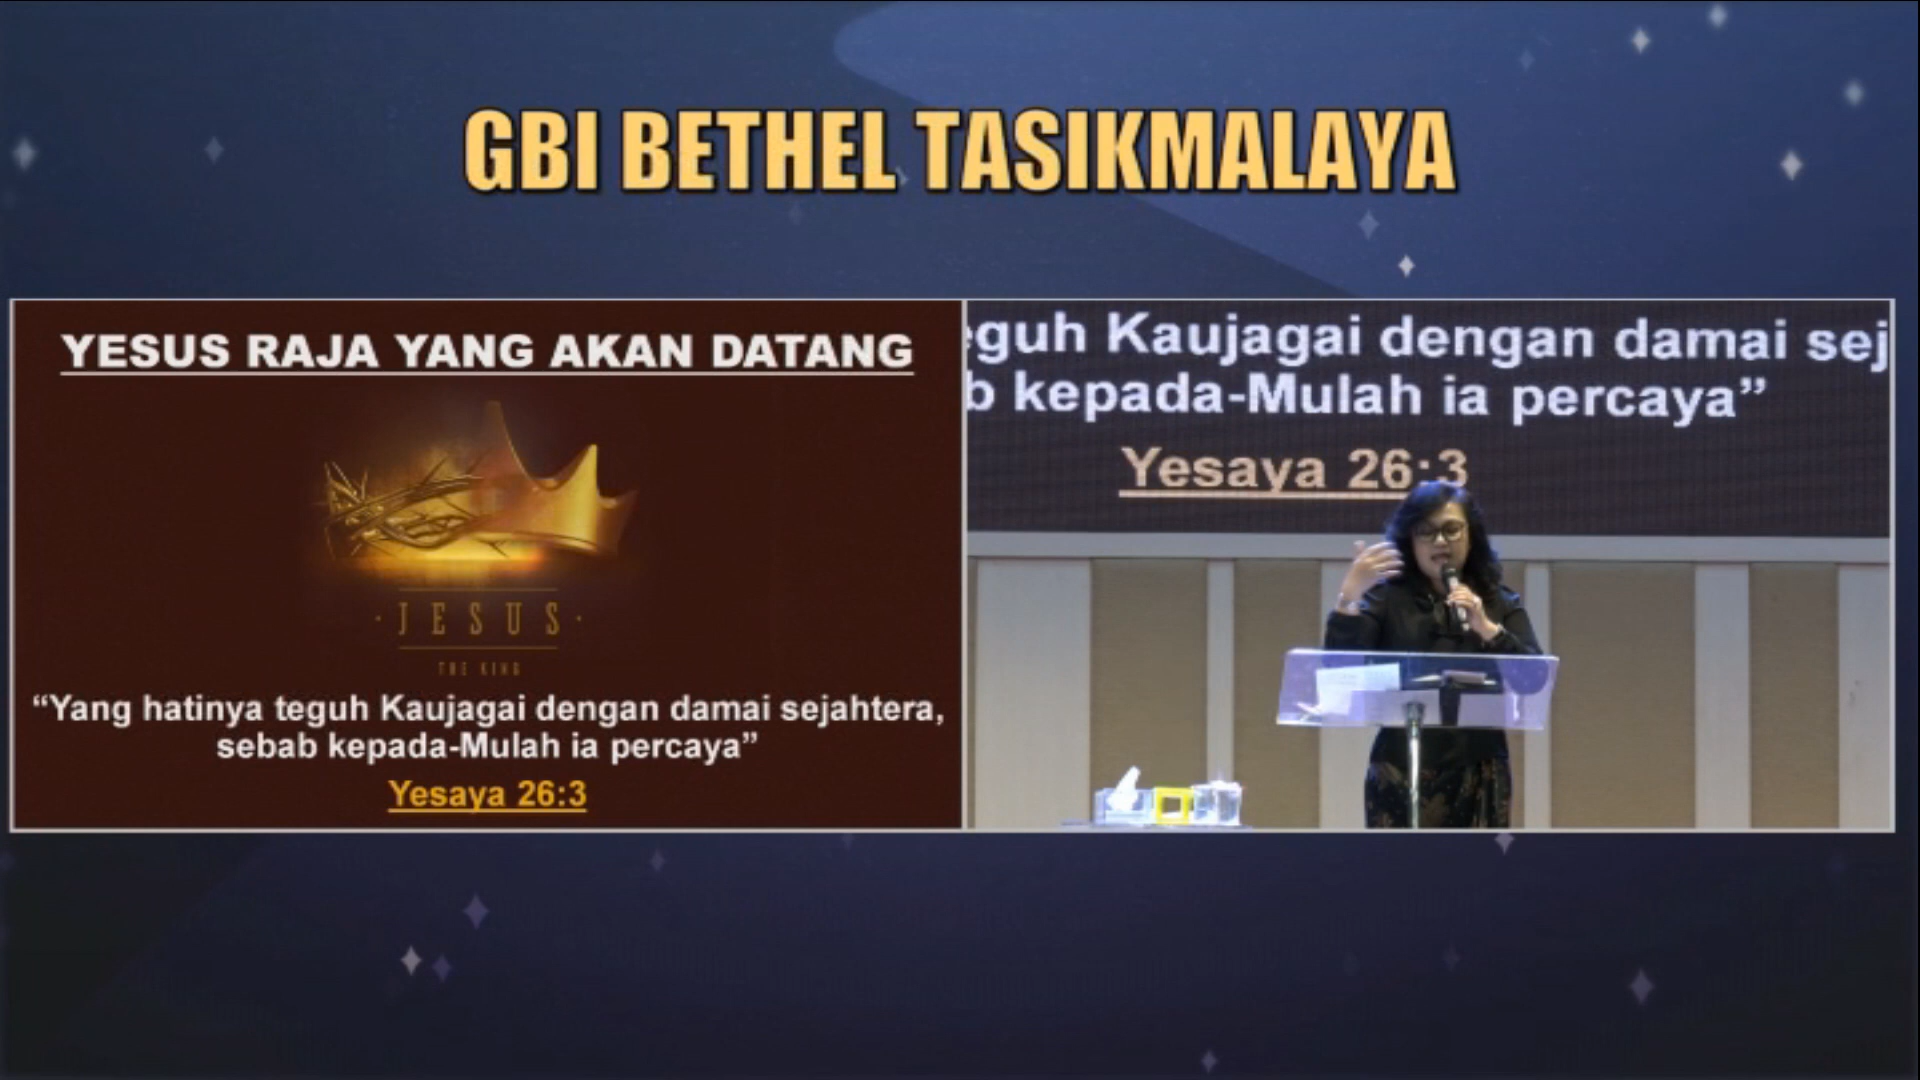 GBI BETHEL TASIKMALAYA
YESUS RAJA YANG AKAN DATANG
· JESUS ·
THE KING
“Yang hatinya teguh Kaujagai dengan damai sejahtera,
sebab kepada-Mulah ia percaya”
Yesaya 26:3
eguh Kaujagai dengan damai sej
b kepada-Mulah ia percaya”
Yesaya 26:3